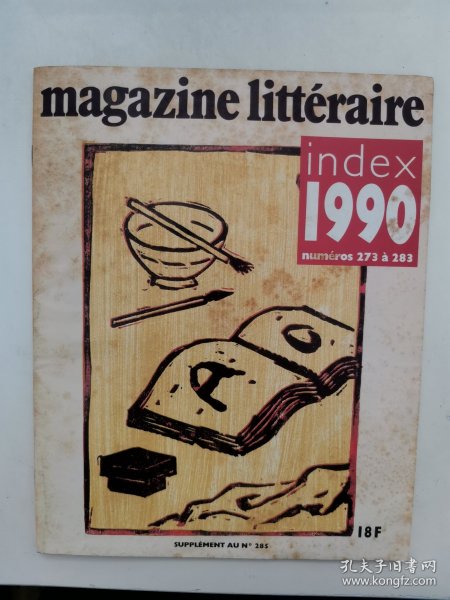 magazine littéraire
index
1990
numéros 273 à 283
A C
18F
SUPPLÉMENT AU N° 285
孔夫子旧书网
www.kongfz.com